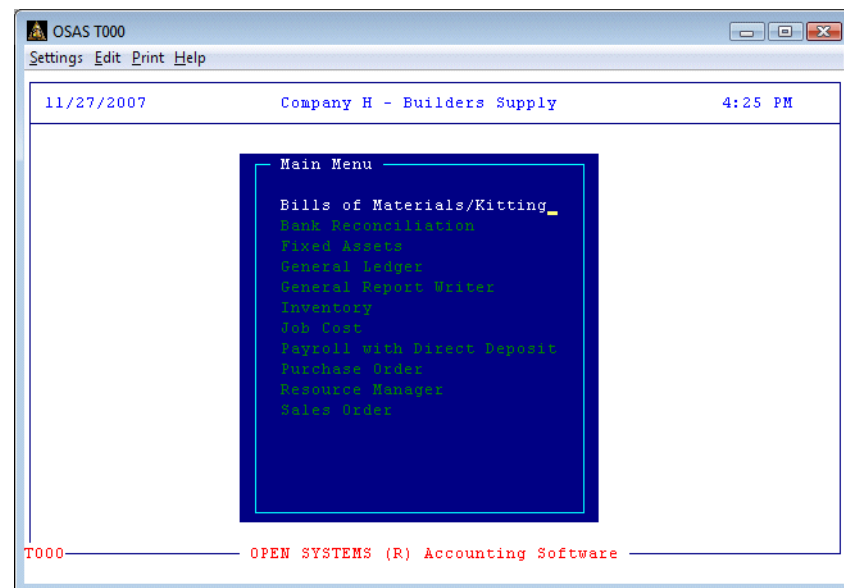 OSAS T000
Settings Edit Print Help
11/27/2007 Company H - Builders Supply 4:25 PM
Main Menu
Bills of Materials/Kitting
Bank Reconciliation
Fixed Assets
General Ledger
General Report Writer
Inventory
Job Cost
Payroll with Direct Deposit
Purchase Order
Resource Manager
Sales Order
T000 OPEN SYSTEMS (R) Accounting Software